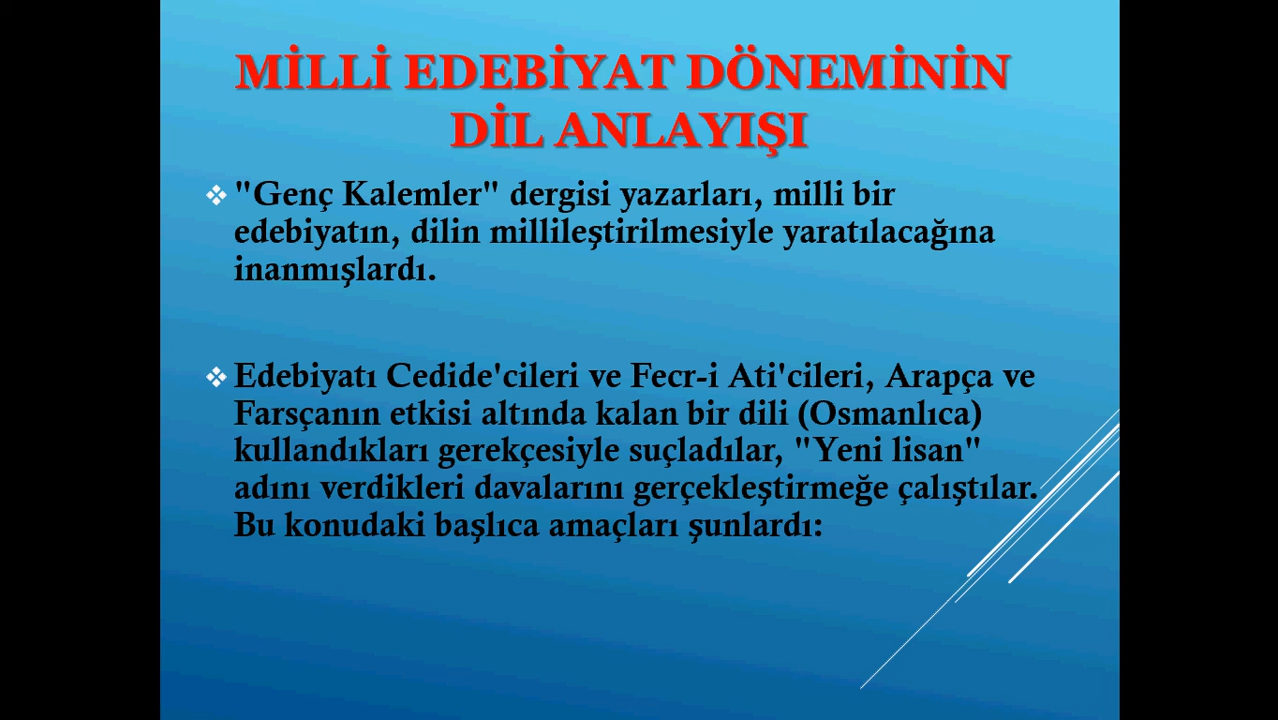 MİLLİ EDEBİYAT DÖNEMİNİN
DİL ANLAYIŞI
"Genç Kalemler" dergisi yazarları, milli bir
edebiyatın, dilin millileştirilmesiyle yaratılacağına
inanmışlardı.
Edebiyatı Cedide'cileri ve Fecr-i Ati'cileri, Arapça ve
Farsçanın etkisi altında kalan bir dili (Osmanlıca)
kullandıkları gerekçesiyle suçladılar, "Yeni lisan"
adını verdikleri davalarını gerçekleştirmeğe çalıştılar.
Bu konudaki başlıca amaçları şunlardı: